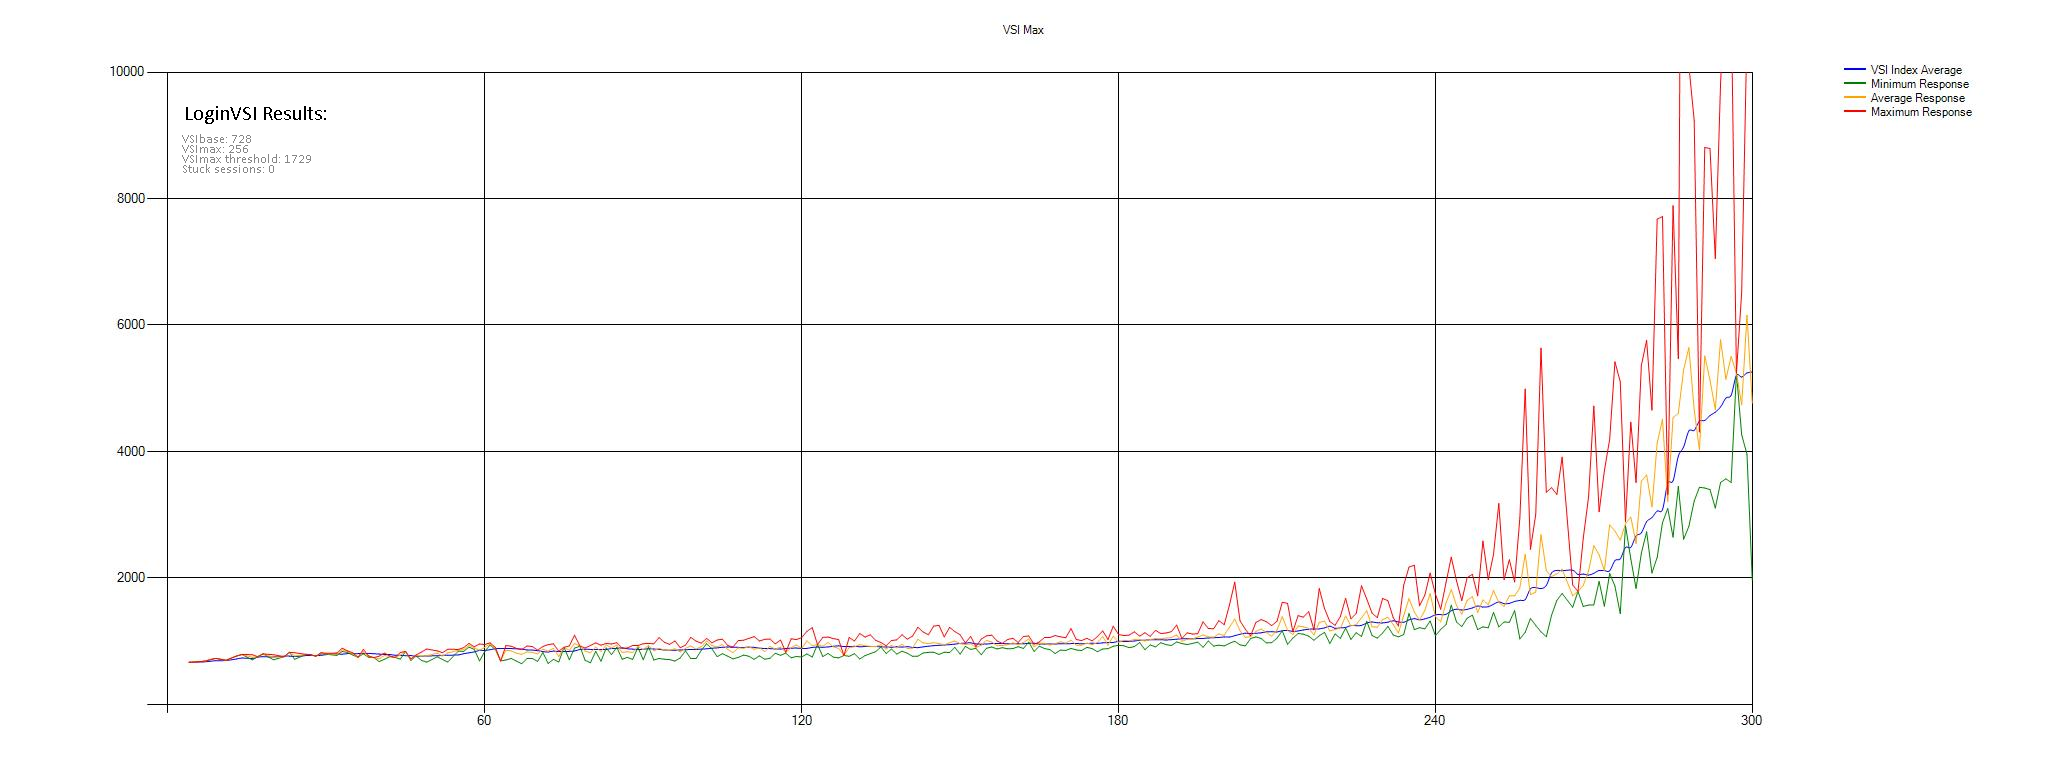 VSI Max
10000
8000
6000
4000
2000
60
120
180
240
300
LoginVSI Results:
VSIbase: 728
VSImax: 256
VSImax threshold: 1729
Stuck sessions: 0
VSI Index Average
Minimum Response
Average Response
Maximum Response